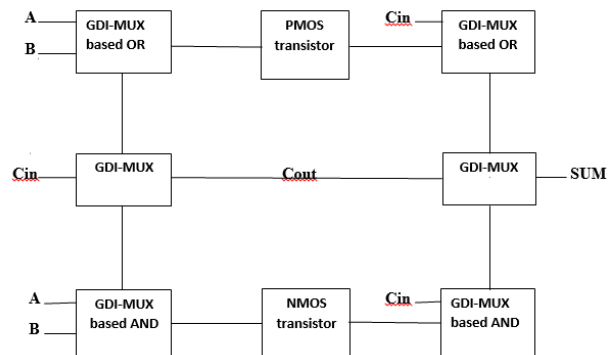 A
B
GDI-MUX
based OR
PMOS
transistor
Cin
GDI-MUX
based OR
Cin
GDI-MUX
Cout
GDI-MUX
SUM
A
B
GDI-MUX
based AND
NMOS
transistor
Cin
GDI-MUX
based AND